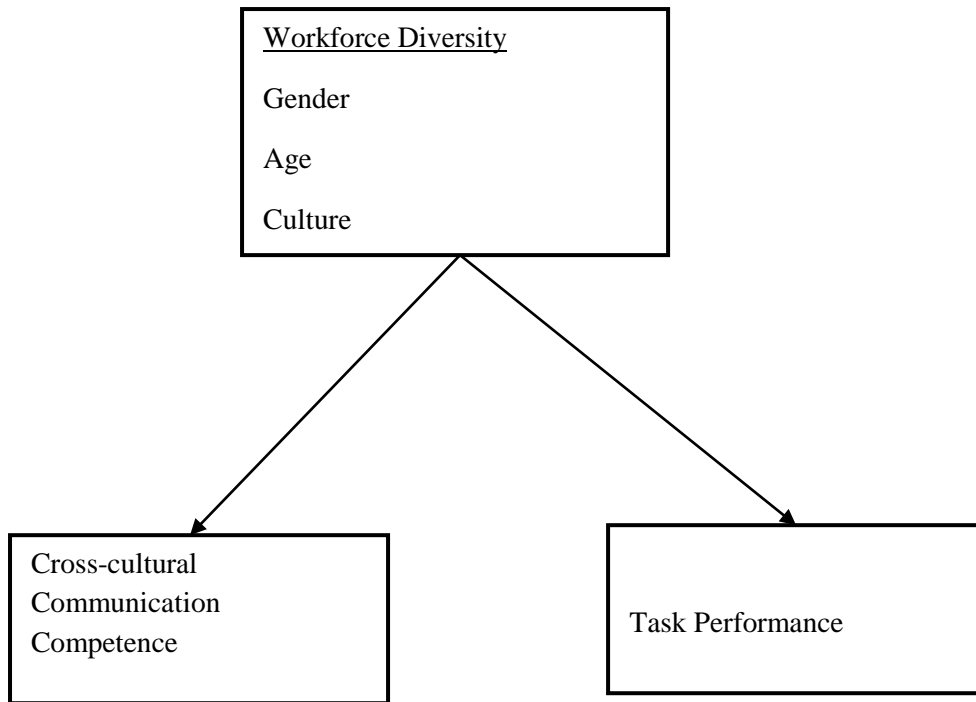 Workforce Diversity
Gender
Age
Culture
Cross-cultural
Communication
Competence
Task Performance